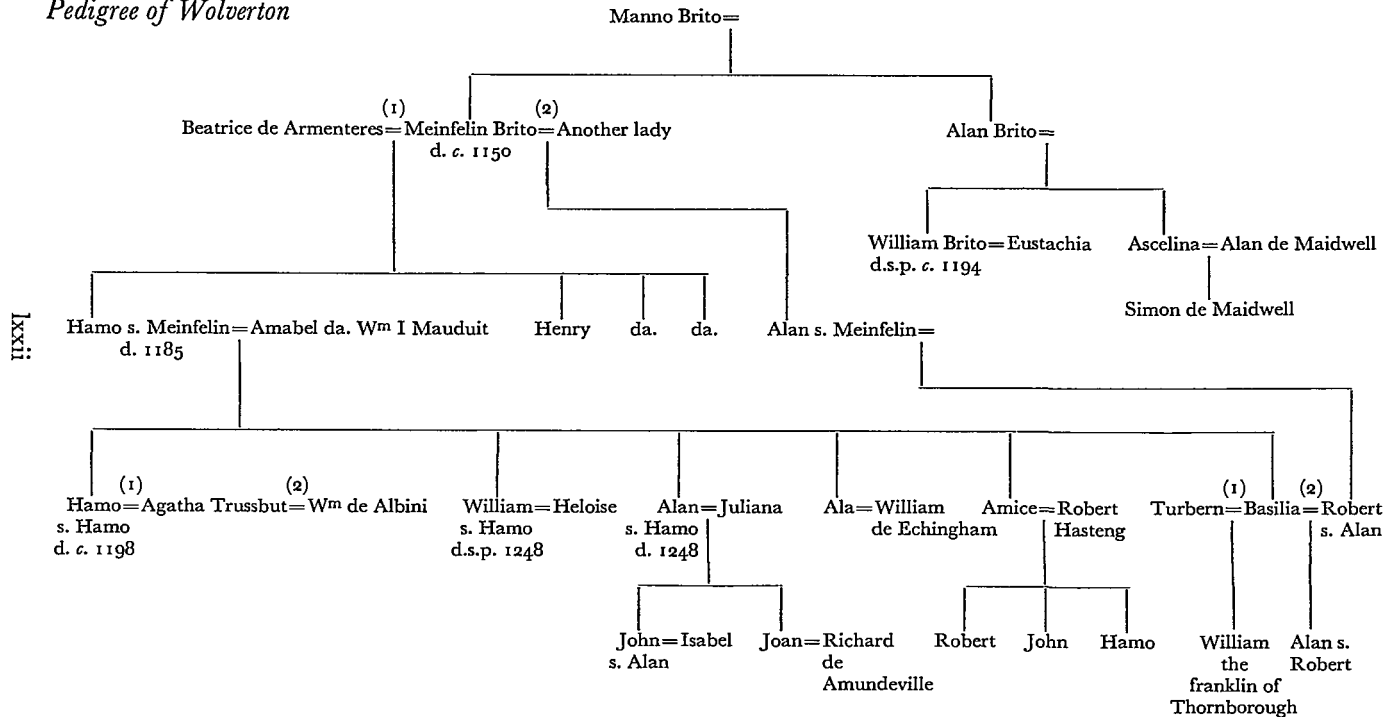 Pedigree of Wolverton
Manno Brito=
(1) (2)
Beatrice de Armenteres=Meinfelin Brito=Another lady
d. c. 1150
Alan Brito=
William Brito=Eustachia
d.s.p. c. 1194
Ascelina=Alan de Maidwell
Simon de Maidwell
lxxii
Hamo s. Meinfelin=Amabel da. Wm I Mauduit
d. 1185
Henry
da.
da.
Alan s. Meinfelin=
(1) (2)
Hamo=Agatha Trussbut=Wm de Albini
s. Hamo
d. c. 1198
William=Heloise
s. Hamo
d.s.p. 1248
Alan=Juliana
s. Hamo
d. 1248
Ala=William
de Echingham
Amice=Robert
Hasteng
(1) (2)
Turbern=Basilia=Robert
s. Alan
John=Isabel
s. Alan
Joan=Richard
de
Amundeville
Robert
John
Hamo
William
the
franklin of
Thornborough
Alan s.
Robert